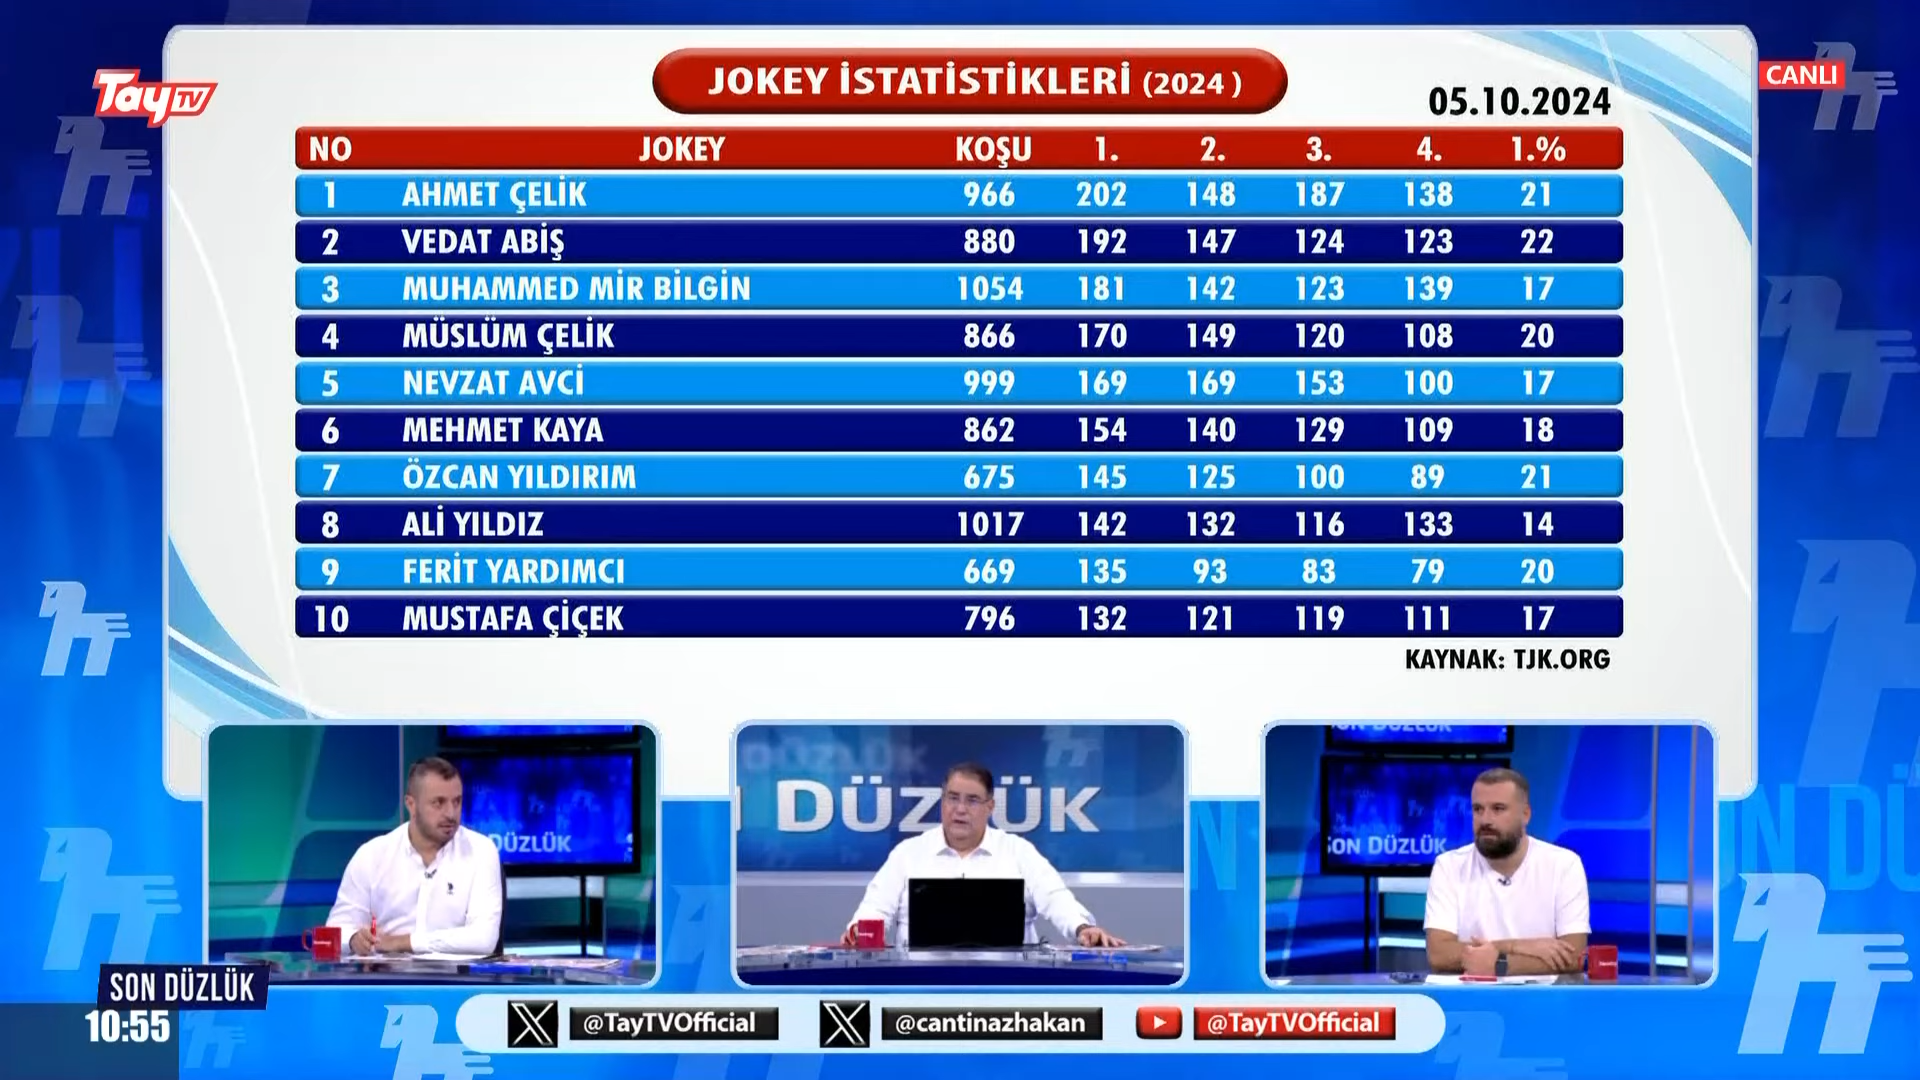 JOKEY İSTATİSTİKLERİ (2024 )
Tay TV
CANLI
05.10.2024
NO JOKEY KOŞU 1. 2. 3. 4. 1.%
1 AHMET ÇELİK 966 202 148 187 138 21
2 VEDAT ABİŞ 880 192 147 124 123 22
3 MUHAMMED MİR BİLGİN 1054 181 142 123 139 17
4 MÜSLÜM ÇELİK 866 170 149 120 108 20
5 NEVZAT AVCİ 999 169 169 153 100 17
6 MEHMET KAYA 862 154 140 129 109 18
7 ÖZCAN YILDIRIM 675 145 125 100 89 21
8 ALİ YILDIZ 1017 142 132 116 133 14
9 FERİT YARDIMCI 669 135 93 83 79 20
10 MUSTAFA ÇİÇEK 796 132 121 119 111 17
KAYNAK: TJK.ORG
DÜZLÜK
DÜZLÜK
DÜZLÜK
SON DÜZLÜK
SON DÜZLÜK
SON DÜZLÜK
10:55
@TayTVOfficial
@cantinazhakan
@TayTVOfficial